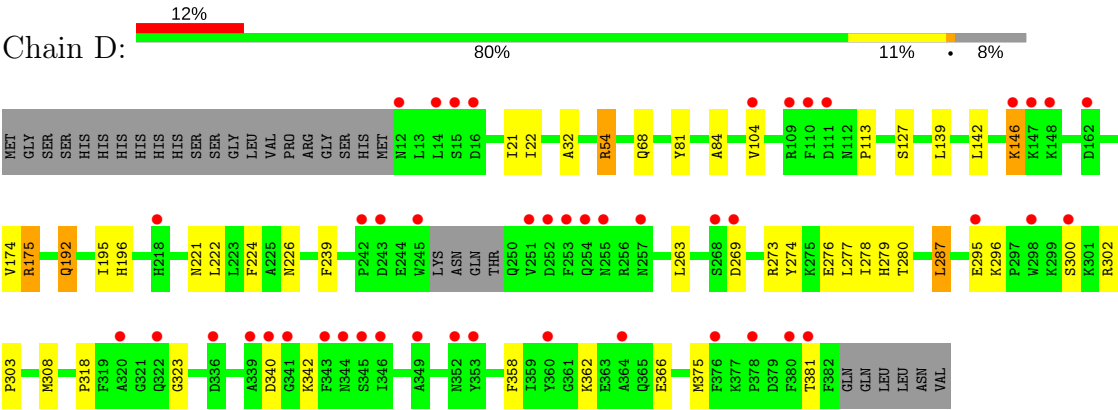 12%
Chain D:
80% 11% • 8%
MET GLY SER SER HIS HIS HIS HIS HIS HIS SER SER GLY LEU VAL PRO ARG GLY SER HIS MET N12 L13 L14 S15 D16 I21 I22 A32 R54 Q68 Y81 A84 V104 R109 F110 D111 N112 P113 S127 L139 L142 K146 K147 K148 D162
V174 R175 Q192 I195 H196 H218 N221 L222 L223 F224 A225 N226 F239 P242 D243 E244 W245 LYS ASN GLN THR Q250 V251 D252 F253 Q254 N255 R256 N257 L263 S268 D269 R273 Y274 K275 E276 L277 I278 H279 T280 L287 E295 K296 P297 W298 K299 S300 K301 R302
P303 M308 P318 F319 A320 G321 Q322 G323 D336 A339 D340 G341 K342 F343 N344 S345 I346 A349 N352 Y353 F358 I359 Y360 G361 K362 E363 A364 Q365 E366 M375 F376 K377 P378 D379 F380 T381 F382 GLN GLN LEU LEU ASN VAL